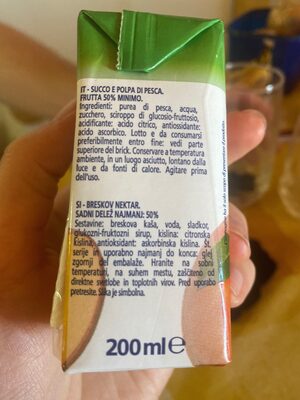 IT - SUCCO E POLPA DI PESCA.
FRUTTA 50% MINIMO.
Ingredienti: purea di pesca, acqua,
zucchero, sciroppo di glucosio-fruttosio,
acidificante: acido citrico, antiossidante:
acido ascorbico. Lotto e da consumarsi
preferibilmente entro fine: vedi parte
superiore del brick. Conservare a temperatura
ambiente, in un luogo asciutto, lontano dalla
luce e da fonti di calore. Agitare prima
dell'uso.
SI - BRESKOV NEKTAR.
SADNI DELEŽ NAJMANJ: 50%
Sestavine: breskova kaša, voda, sladkor,
glukozni-fruktozni sirup, kislina: citronska
kislina, antioksidant: askorbinska kislina. Št.
serije in uporabno najmanj do konca: glej
zgornji del embalaže. Hranite na sobni
temperaturi, na suhem mestu, zaščiteno od
direktne svetlobe in toplotnih virov. Pred uporabo
pretresite. Slika je simbolna.
200 ml e